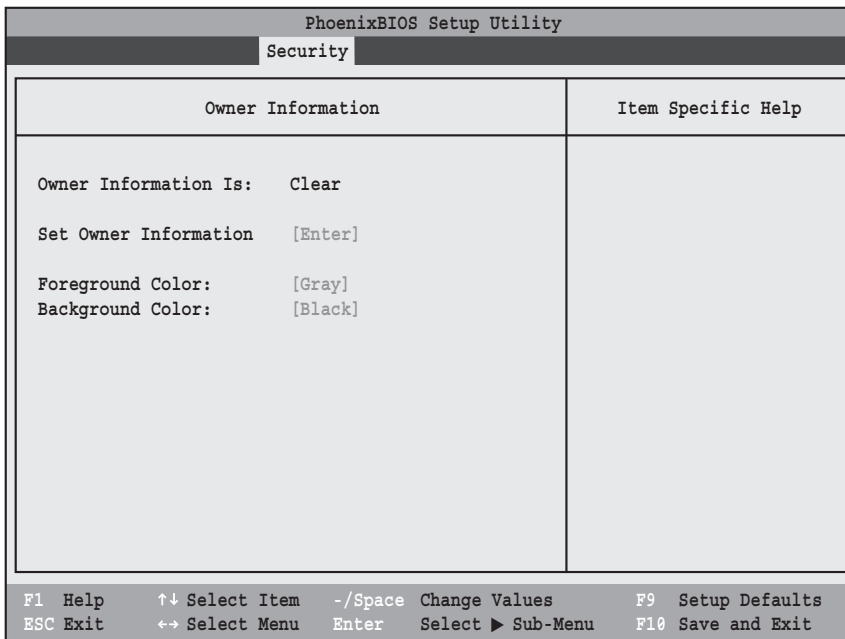 PhoenixBIOS Setup Utility
Security
Owner Information
Item Specific Help
Owner Information Is: Clear
Set Owner Information [Enter]
Foreground Color: [Gray]
Background Color: [Black]
F1 Help ↑↓ Select Item -/Space Change Values F9 Setup Defaults
ESC Exit ←→ Select Menu Enter Select ▶ Sub-Menu F10 Save and Exit